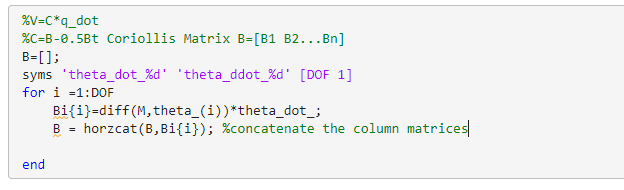 %V=C*q_dot
%C=B-0.5Bt Coriollis Matrix B=[B1 B2...Bn]
B=[];
syms 'theta_dot_%d' 'theta_ddot_%d' [DOF 1]
for i =1:DOF
    Bi{i}=diff(M,theta_(i))*theta_dot_;
    B = horzcat(B,Bi{i}); %concatenate the column matrices
end